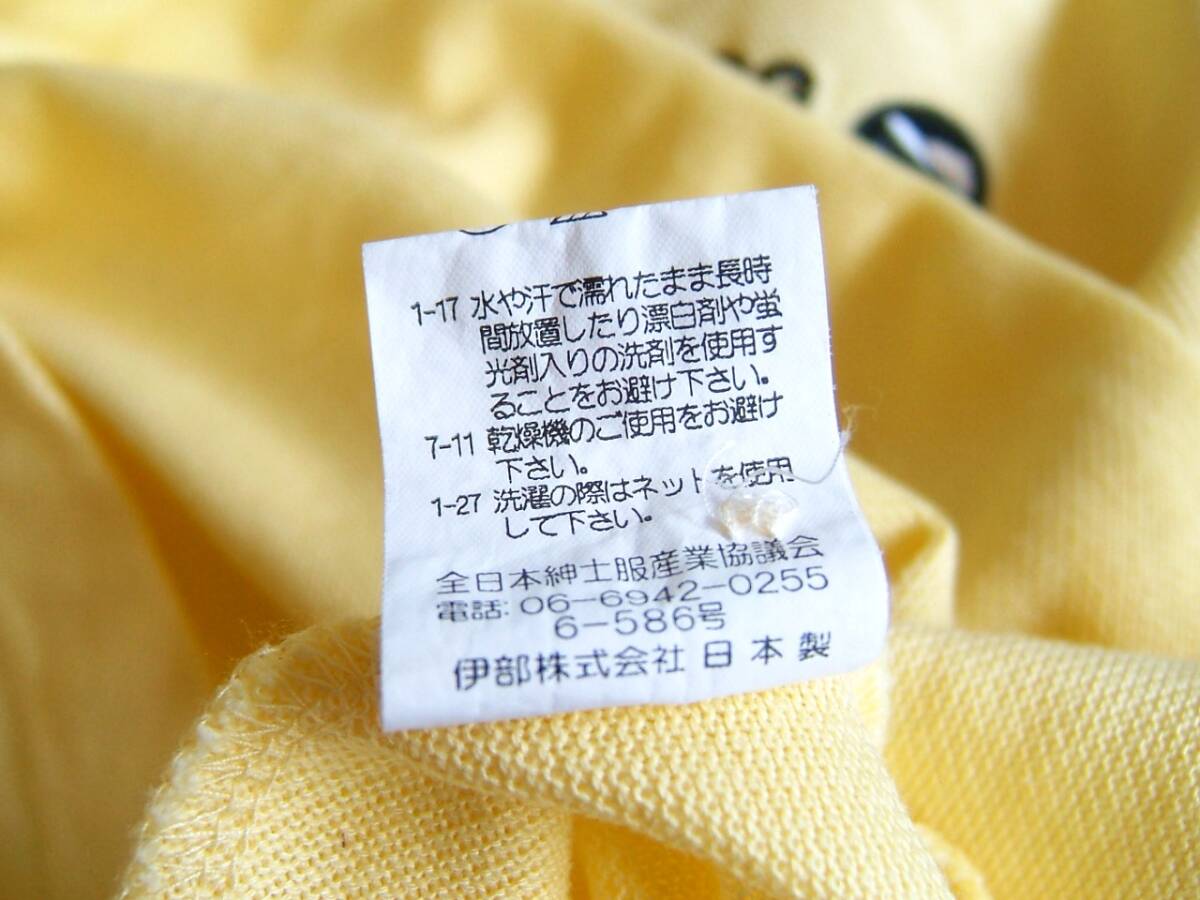 1-17 水や汗で濡れたまま長時
間放置したり漂白剤や蛍
光剤入りの洗剤を使用す
ることをお避け下さい。
7-11 乾燥機のご使用をお避け
下さい。
1-27 洗濯の際はネットを使用
して下さい。
全日本紳士服産業協議会
電話: 06-6942-0255
6-586号
伊部株式会社 日本製